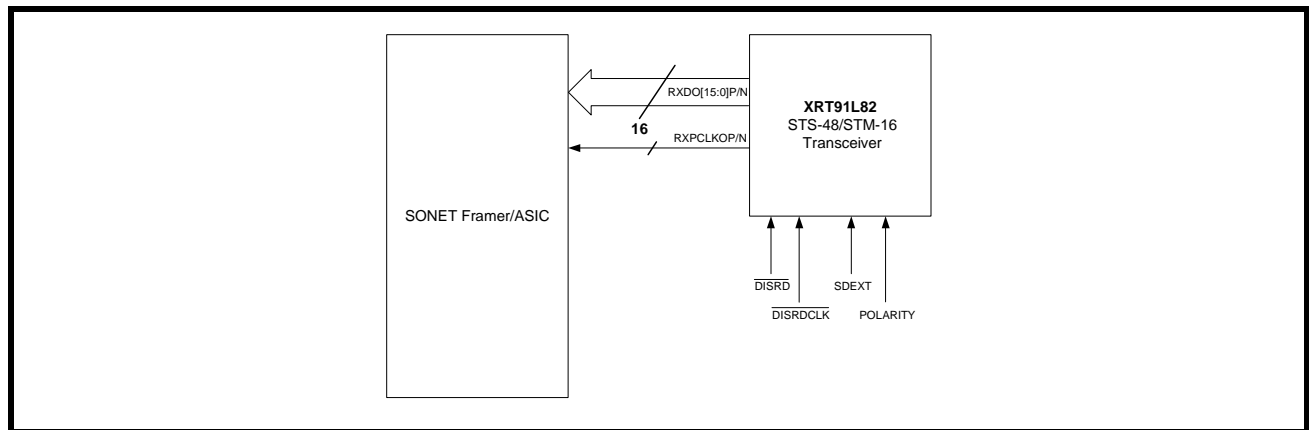 RXDO[15:0]P/N
16
RXPCLKOP/N
XRT91L82
STS-48/STM-16
Transceiver
SONET Framer/ASIC
DISRD
SDEXT
DISRDCLK
POLARITY